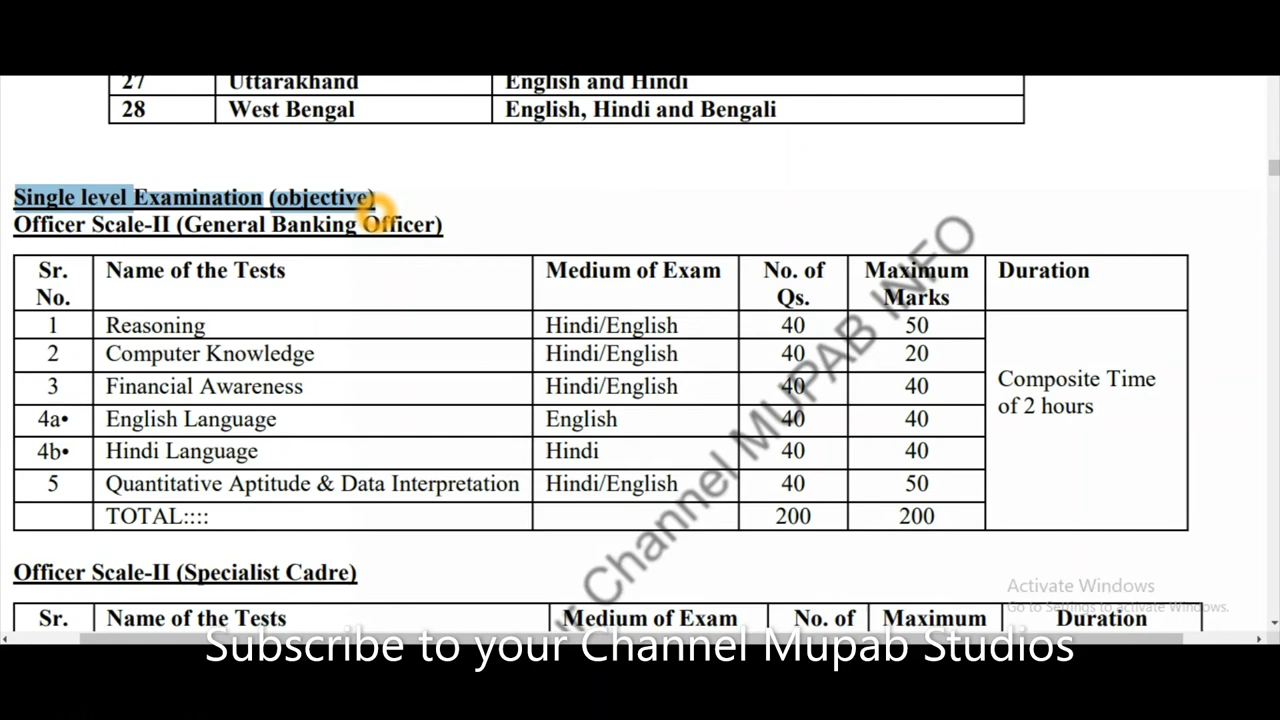 27 Uttarakhand English and Hindi
28 West Bengal English, Hindi and Bengali
Single level Examination (objective)
Officer Scale-II (General Banking Officer)
Sr. No. Name of the Tests Medium of Exam No. of Qs. Maximum Marks Duration
1 Reasoning Hindi/English 40 50
2 Computer Knowledge Hindi/English 40 20
3 Financial Awareness Hindi/English 40 40
Composite Time of 2 hours
4a• English Language English 40 40
4b• Hindi Language Hindi 40 40
5 Quantitative Aptitude & Data Interpretation Hindi/English 40 50
TOTAL:::: 200 200
Channel MUPAB INFO
Officer Scale-II (Specialist Cadre)
Activate Windows
Go to Settings to activate Windows.
Sr. Name of the Tests Medium of Exam No. of Maximum Duration
Subscribe to your Channel Mupab Studios